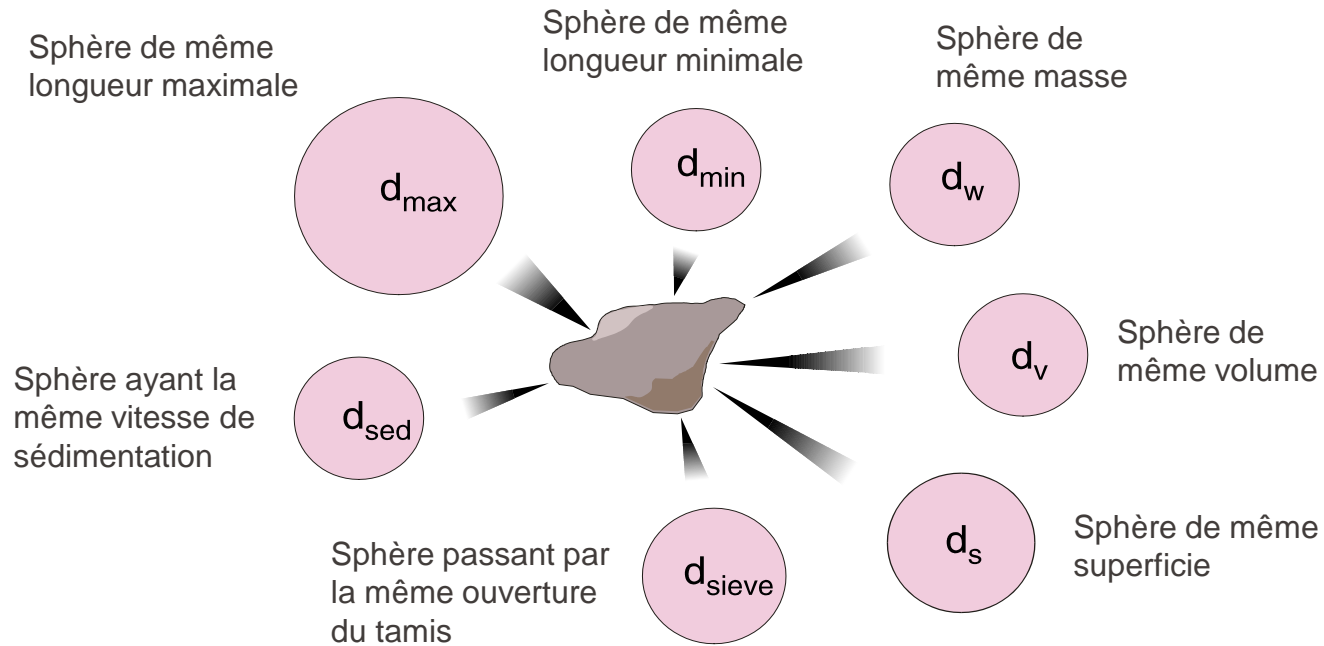 Sphère de même
longueur maximale
Sphère de même
longueur minimale
Sphère de
même masse
dmax
dmin
dw
Sphère ayant la
même vitesse de
sédimentation
dsed
dv
Sphère de
même volume
Sphère passant par
la même ouverture
du tamis
dsieve
ds
Sphère de même
superficie